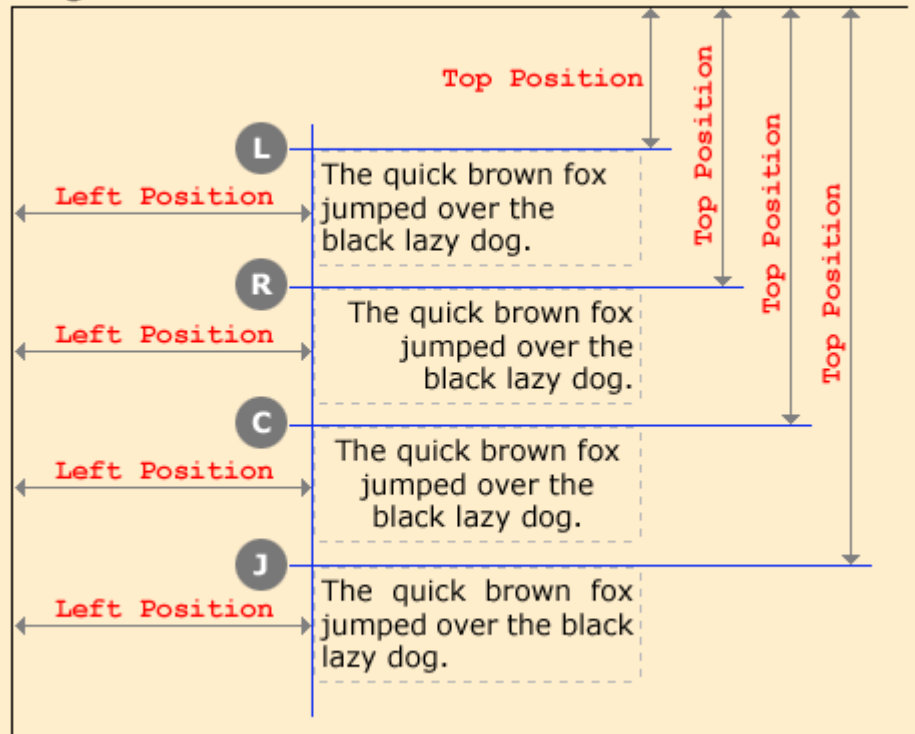 Top Position
Top Position
Top Position
Top Position
L
The quick brown fox
jumped over the
black lazy dog.
Left Position
R
The quick brown fox
jumped over the
black lazy dog.
Left Position
C
The quick brown fox
jumped over the
black lazy dog.
Left Position
J
The quick brown fox
jumped over the black
lazy dog.
Left Position